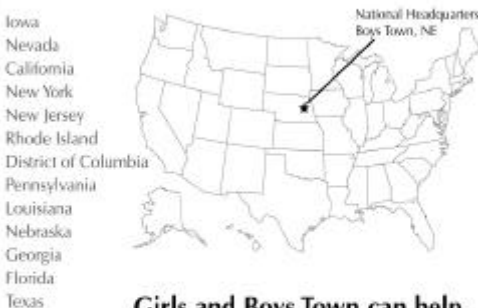 Iowa
Nevada
California
New York
New Jersey
Rhode Island
District of Columbia
Pennsylvania
Louisiana
Nebraska
Georgia
Florida
Texas
National Headquarters
Boys Town, NE
Girls and Boys Town can help